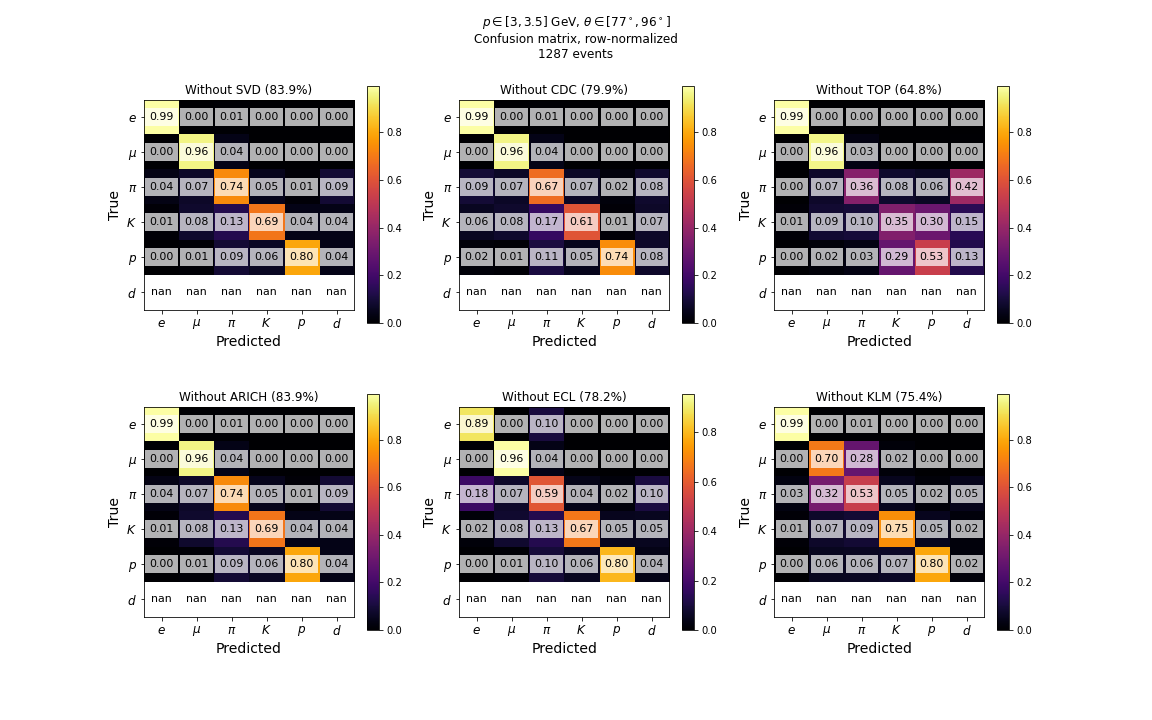 p ∈ [3, 3.5] GeV, θ ∈ [77°, 96°]
Confusion matrix, row-normalized
1287 events
Without SVD (83.9%)
e 0.99 0.00 0.01 0.00 0.00 0.00
μ 0.00 0.96 0.04 0.00 0.00 0.00
π 0.04 0.07 0.74 0.05 0.01 0.09
K 0.01 0.08 0.13 0.69 0.04 0.04
p 0.00 0.01 0.09 0.06 0.80 0.04
d nan nan nan nan nan nan
e μ π K p d
True
Predicted
0.8
0.6
0.4
0.2
0.0
Without CDC (79.9%)
e 0.99 0.00 0.01 0.00 0.00 0.00
μ 0.00 0.96 0.04 0.00 0.00 0.00
π 0.09 0.07 0.67 0.07 0.02 0.08
K 0.06 0.08 0.17 0.61 0.01 0.07
p 0.02 0.01 0.11 0.05 0.74 0.08
d nan nan nan nan nan nan
e μ π K p d
True
Predicted
0.8
0.6
0.4
0.2
0.0
Without TOP (64.8%)
e 0.99 0.00 0.01 0.00 0.00 0.00
μ 0.00 0.96 0.03 0.00 0.00 0.00
π 0.00 0.07 0.36 0.08 0.06 0.42
K 0.01 0.09 0.10 0.35 0.30 0.15
p 0.00 0.02 0.03 0.29 0.53 0.13
d nan nan nan nan nan nan
e μ π K p d
True
Predicted
0.8
0.6
0.4
0.2
0.0
Without ARICH (83.9%)
e 0.99 0.00 0.01 0.00 0.00 0.00
μ 0.00 0.96 0.04 0.00 0.00 0.00
π 0.04 0.07 0.74 0.05 0.01 0.09
K 0.01 0.08 0.13 0.69 0.04 0.04
p 0.00 0.01 0.09 0.06 0.80 0.04
d nan nan nan nan nan nan
e μ π K p d
True
Predicted
0.8
0.6
0.4
0.2
0.0
Without ECL (78.2%)
e 0.89 0.00 0.10 0.00 0.00 0.00
μ 0.00 0.96 0.04 0.00 0.00 0.00
π 0.18 0.07 0.59 0.04 0.02 0.10
K 0.02 0.08 0.13 0.67 0.05 0.05
p 0.00 0.01 0.10 0.06 0.80 0.04
d nan nan nan nan nan nan
e μ π K p d
True
Predicted
0.8
0.6
0.4
0.2
0.0
Without KLM (75.4%)
e 0.99 0.00 0.01 0.00 0.00 0.00
μ 0.00 0.70 0.28 0.02 0.00 0.00
π 0.03 0.32 0.53 0.05 0.02 0.05
K 0.01 0.07 0.09 0.75 0.05 0.02
p 0.00 0.06 0.06 0.07 0.80 0.02
d nan nan nan nan nan nan
e μ π K p d
True
Predicted
0.8
0.6
0.4
0.2
0.0